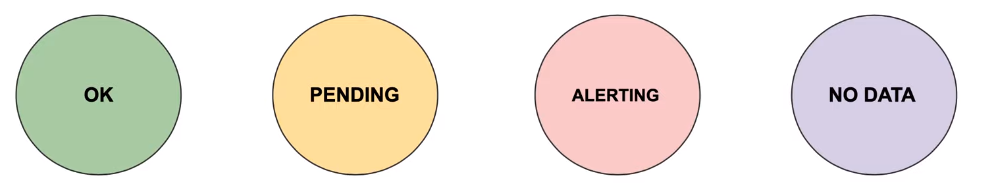 OK
PENDING
ALERTING
NO DATA